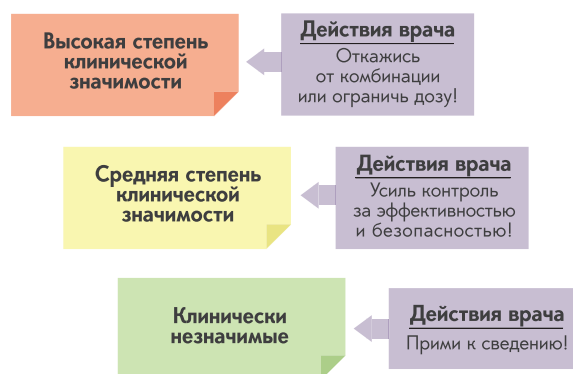 Высокая степень
клинической
значимости
Действия врача
Откажись
от комбинации
или ограничь дозу!
Средняя степень
клинической
значимости
Действия врача
Усиль контроль
за эффективностью
и безопасностью!
Клинически
незначимые
Действия врача
Прими к сведению!